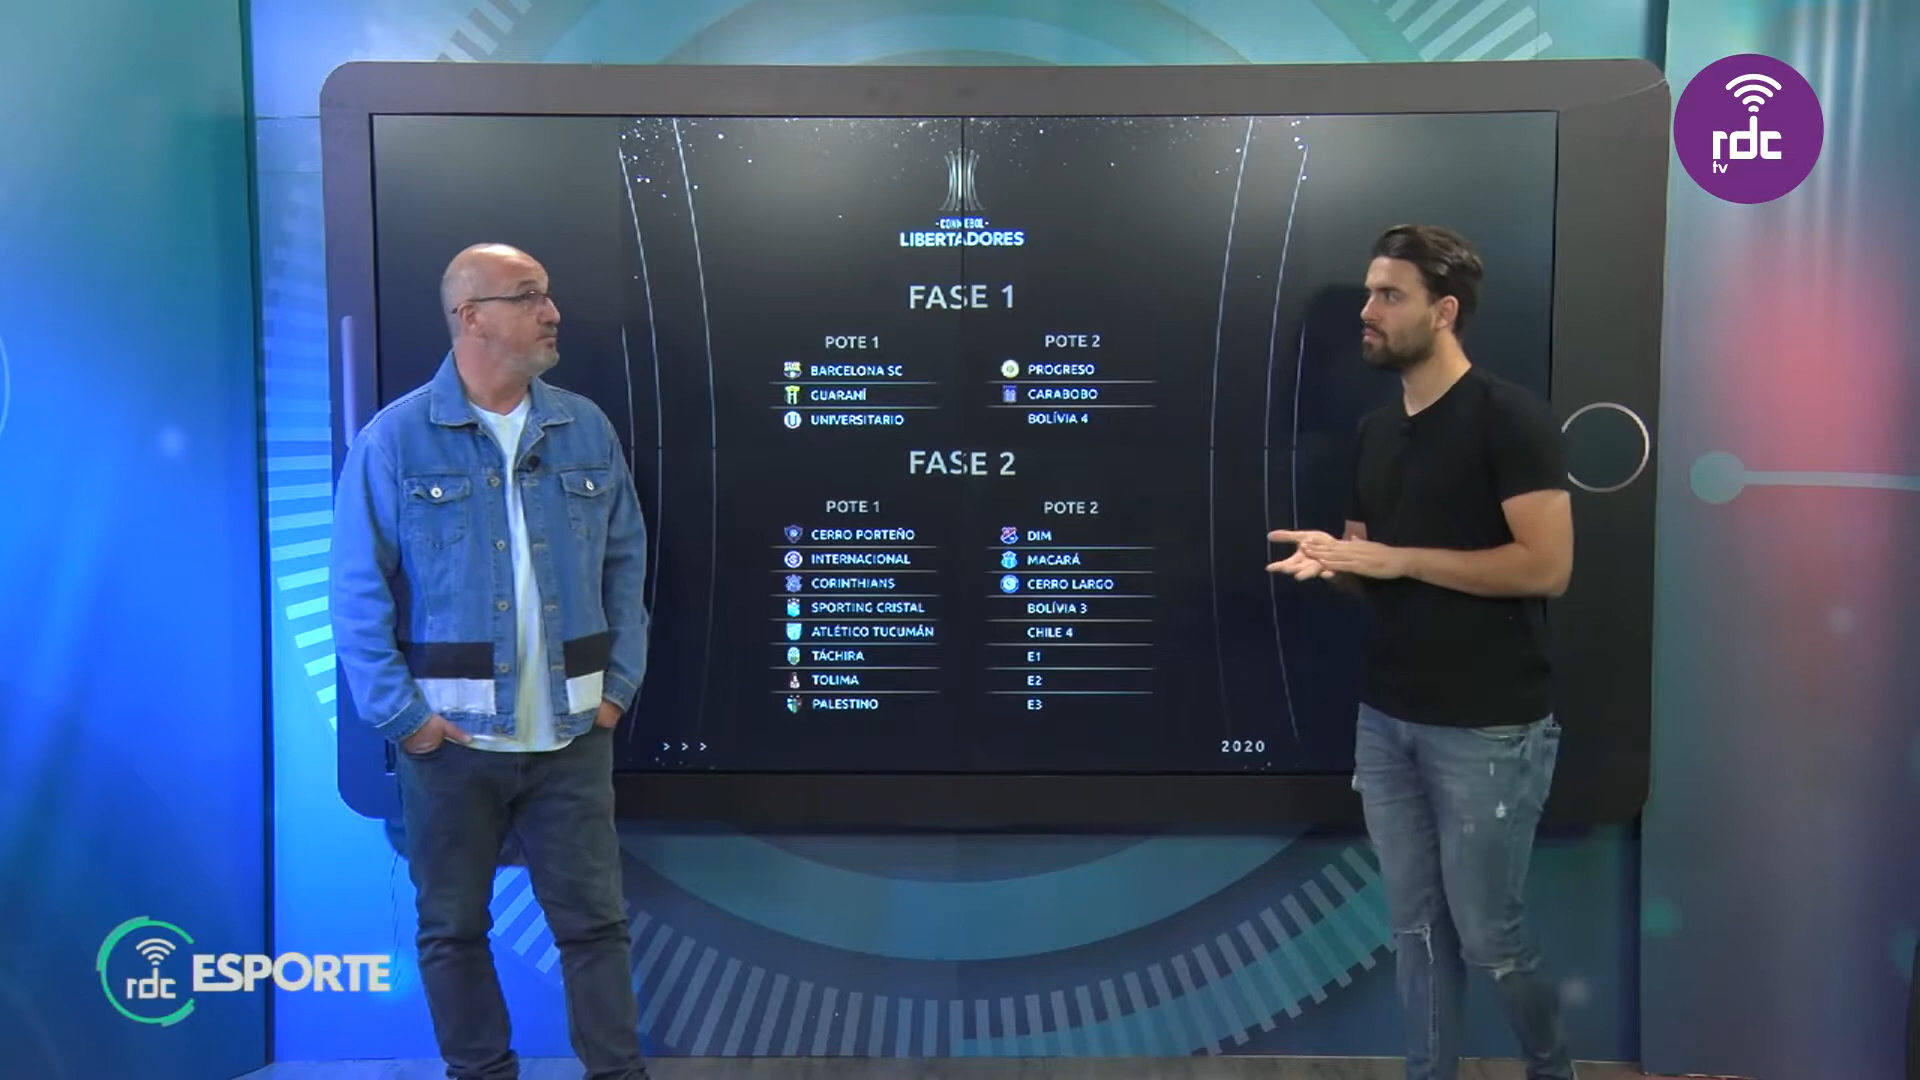 rdc
tv
-CONMEBOL-
LIBERTADORES
FASE 1
POTE 1
POTE 2
BARCELONA SC
PROGRESO
GUARANÍ
CARABOBO
UNIVERSITARIO
BOLÍVIA 4
FASE 2
POTE 1
POTE 2
CERRO PORTEÑO
DIM
INTERNACIONAL
MACARÁ
CORINTHIANS
CERRO LARGO
SPORTING CRISTAL
BOLÍVIA 3
ATLÉTICO TUCUMÁN
CHILE 4
TÁCHIRA
E1
TOLIMA
E2
PALESTINO
E3
> > >
2020
rdc ESPORTE